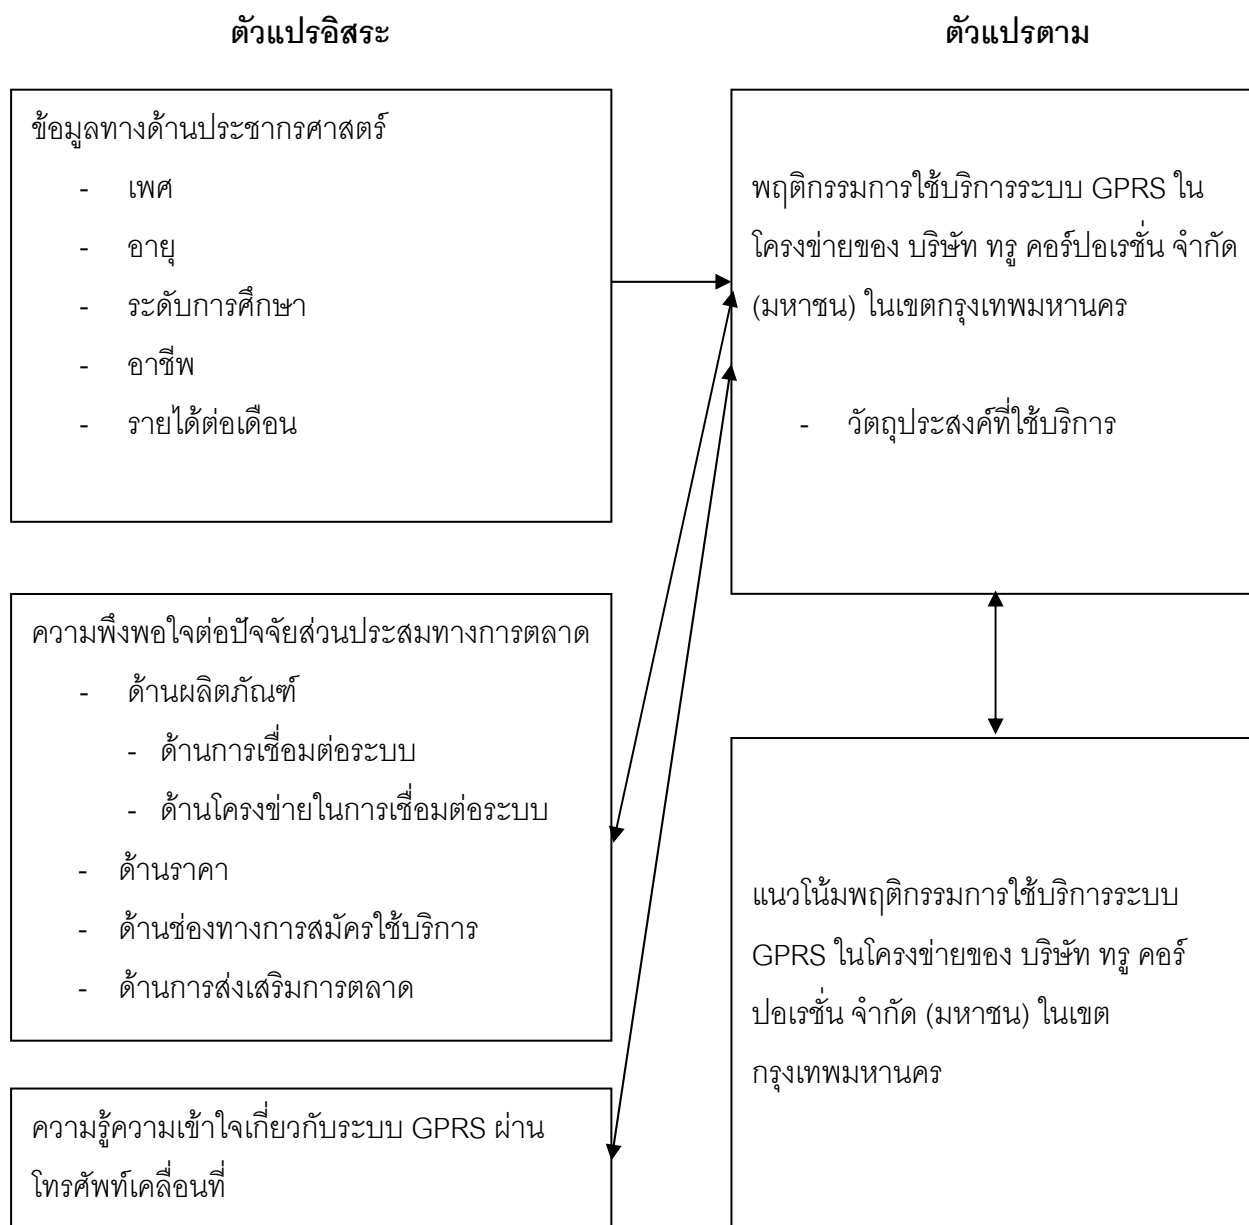 ตัวแปรอิสระ
ตัวแปรตาม
ข้อมูลทางด้านประชากรศาสตร์
- เพศ
- อายุ
- ระดับการศึกษา
- อาชีพ
- รายได้ต่อเดือน
พฤติกรรมการใช้บริการระบบ GPRS ใน
โครงข่ายของ บริษัท ทรู คอร์ปอเรชั่น จำกัด
(มหาชน) ในเขตกรุงเทพมหานคร
- วัตถุประสงค์ที่ใช้บริการ
ความพึงพอใจต่อปัจจัยส่วนประสมทางการตลาด
- ด้านผลิตภัณฑ์
- ด้านการเชื่อมต่อระบบ
- ด้านโครงข่ายในการเชื่อมต่อระบบ
- ด้านราคา
- ด้านช่องทางการสมัครใช้บริการ
- ด้านการส่งเสริมการตลาด
แนวโน้มพฤติกรรมการใช้บริการระบบ
GPRS ในโครงข่ายของ บริษัท ทรู คอร์
ปอเรชั่น จำกัด (มหาชน) ในเขต
กรุงเทพมหานคร
ความรู้ความเข้าใจเกี่ยวกับระบบ GPRS ผ่าน
โทรศัพท์เคลื่อนที่